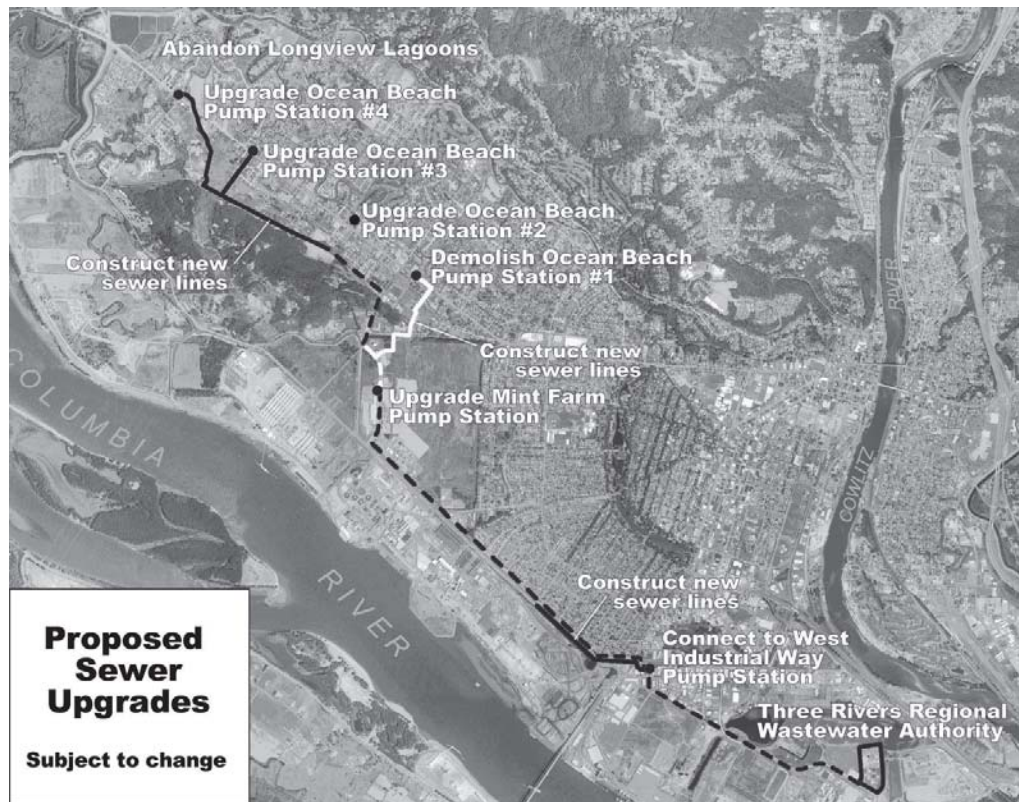 Abandon Longview Lagoons
Upgrade Ocean Beach
Pump Station #4
Upgrade Ocean Beach
Pump Station #3
Upgrade Ocean Beach
Pump Station #2
Demolish Ocean Beach
Pump Station #1
Construct new
sewer lines
Construct new
sewer lines
Upgrade Mint Farm
Pump Station
COLUMBIA
RIVER
COWLITZ
RIVER
Construct new
sewer lines
Connect to West
Industrial Way
Pump Station
Three Rivers Regional
Wastewater Authority
Proposed
Sewer
Upgrades
Subject to change